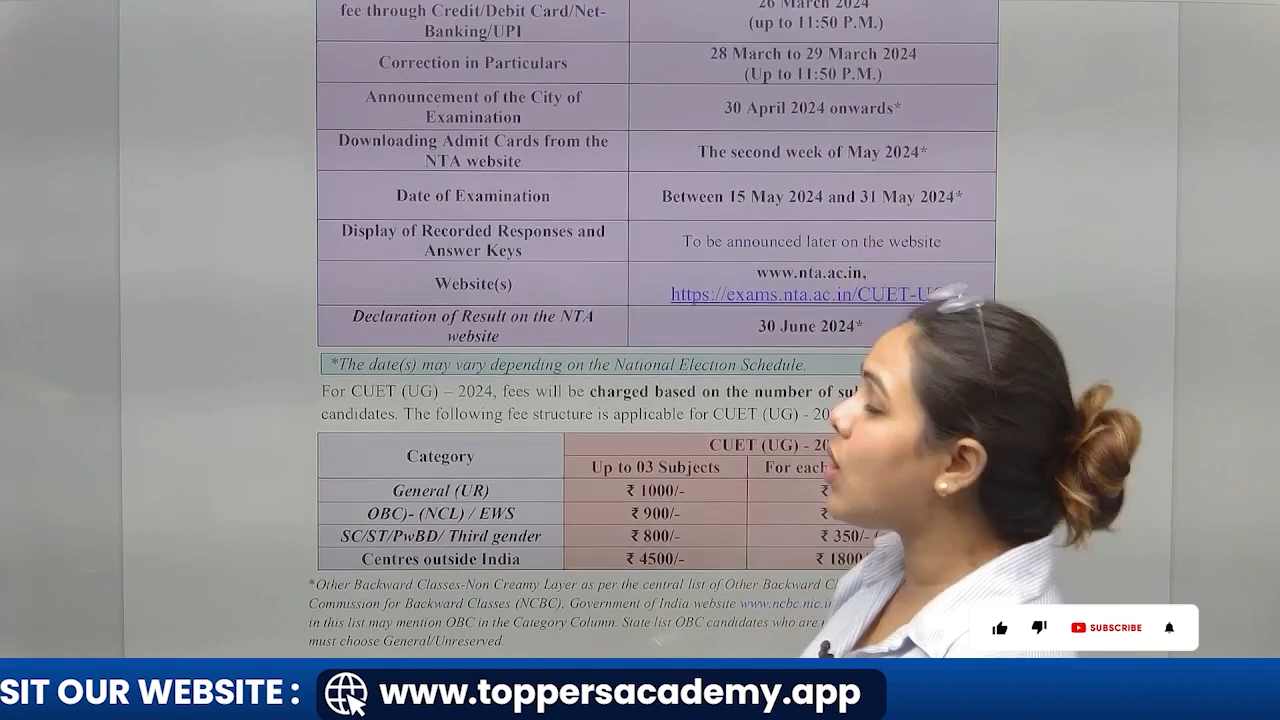 fee through Credit/Debit Card/Net-
Banking/UPI
26 March 2024
(up to 11:50 P.M.)
Correction in Particulars
28 March to 29 March 2024
(Up to 11:50 P.M.)
Announcement of the City of
Examination
30 April 2024 onwards*
Downloading Admit Cards from the
NTA website
The second week of May 2024*
Date of Examination
Between 15 May 2024 and 31 May 2024*
Display of Recorded Responses and
Answer Keys
To be announced later on the website
Website(s)
www.nta.ac.in,
https://exams.nta.ac.in/CUET-U
Declaration of Result on the NTA
website
30 June 2024*
*The date(s) may vary depending on the National Election Schedule.
For CUET (UG) – 2024, fees will be charged based on the number of
candidates. The following fee structure is applicable for CUET (UG) - 20
Category
CUET (UG) - 20
Up to 03 Subjects
For each
General (UR)
₹ 1000/-
₹
OBC)- (NCL) / EWS
₹ 900/-
₹
SC/ST/PwBD/ Third gender
₹ 800/-
₹ 350/-
Centres outside India
₹ 4500/-
₹ 1800
*Other Backward Classes-Non Creamy Layer as per the central list of Other Backward
Commission for Backward Classes (NCBC), Government of India website www.ncbc.nic.in
in this list may mention OBC in the Category Column. State list OBC candidates who are
must choose General/Unreserved.
SUBSCRIBE
SIT OUR WEBSITE :
www.toppersacademy.app